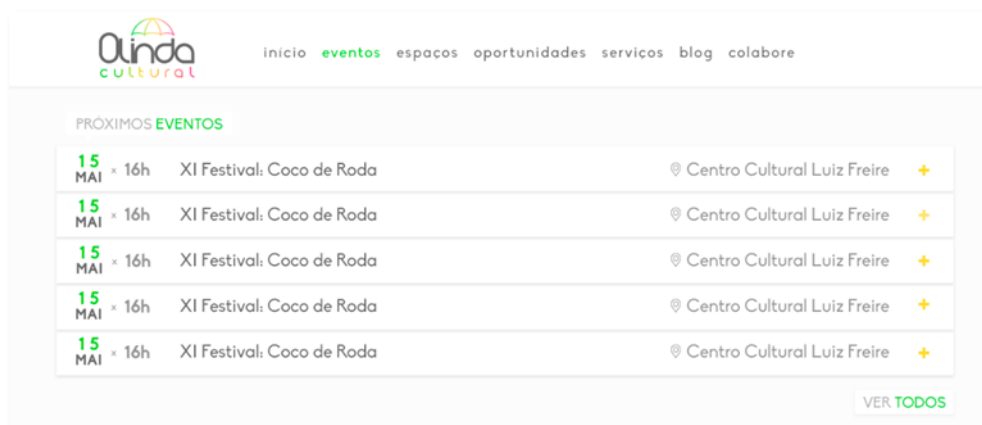 Olinda
cultural
início eventos espaços oportunidades serviços blog colabore
PRÓXIMOS EVENTOS
15 MAI × 16h XI Festival: Coco de Roda Centro Cultural Luiz Freire +
15 MAI × 16h XI Festival: Coco de Roda Centro Cultural Luiz Freire +
15 MAI × 16h XI Festival: Coco de Roda Centro Cultural Luiz Freire +
15 MAI × 16h XI Festival: Coco de Roda Centro Cultural Luiz Freire +
15 MAI × 16h XI Festival: Coco de Roda Centro Cultural Luiz Freire +
VER TODOS